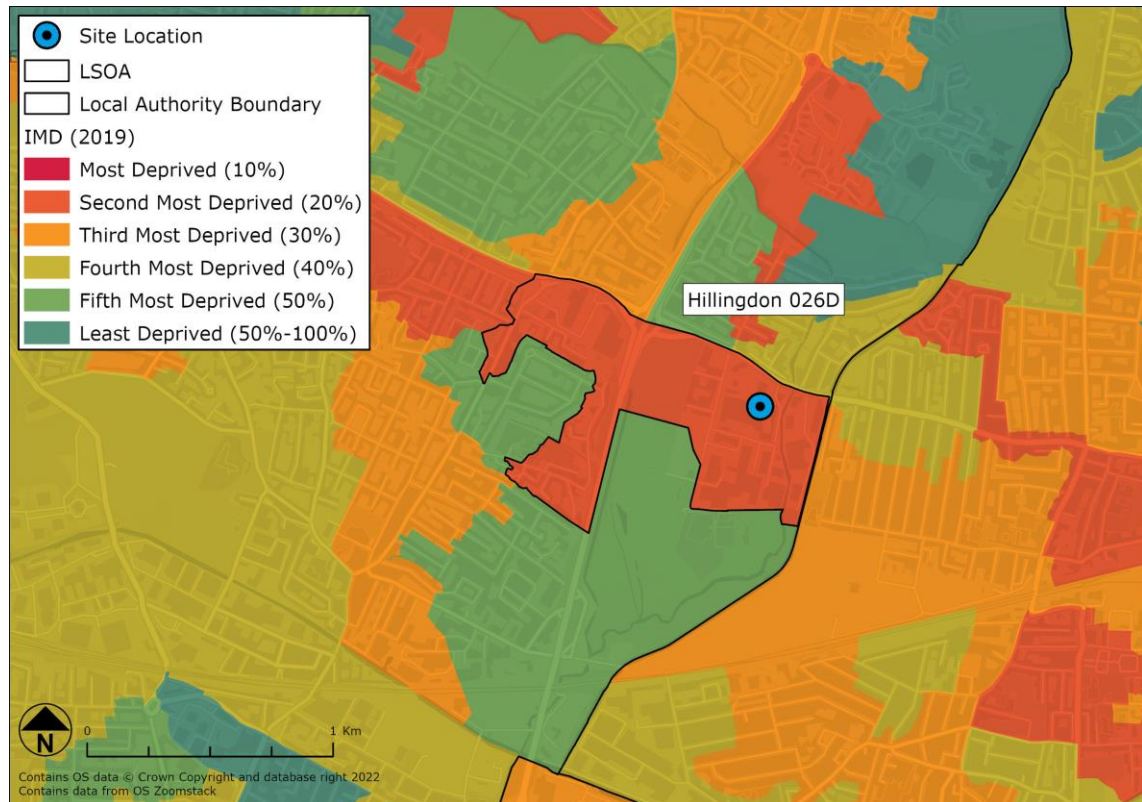 Site Location
LSOA
Local Authority Boundary
IMD (2019)
Most Deprived (10%)
Second Most Deprived (20%)
Third Most Deprived (30%)
Fourth Most Deprived (40%)
Fifth Most Deprived (50%)
Least Deprived (50%-100%)
Hillingdon 026D
N
0 1 Km
Contains OS data © Crown Copyright and database right 2022
Contains data from OS Zoomstack